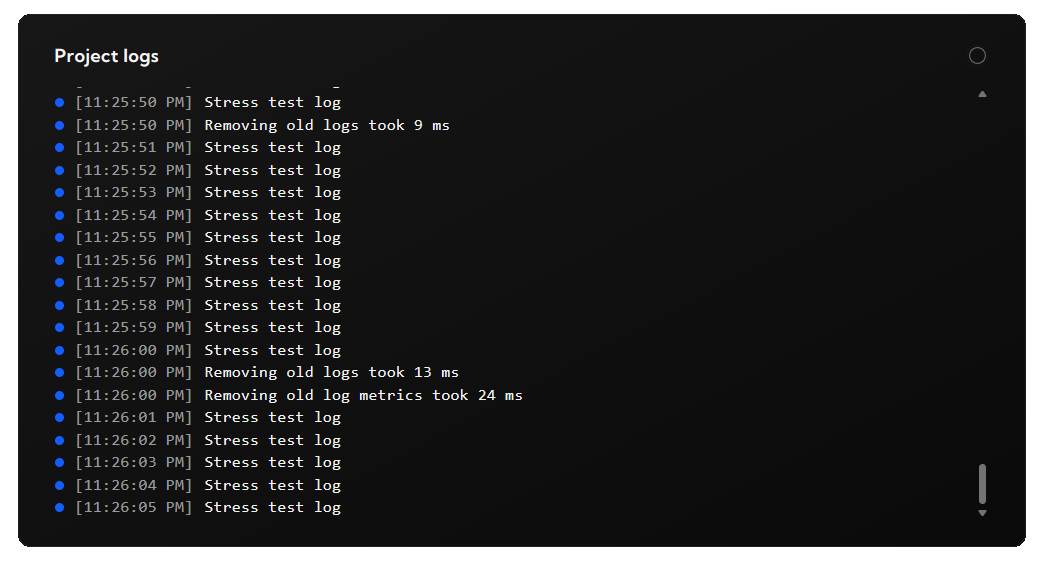 Project logs
[11:25:50 PM] Stress test log
[11:25:50 PM] Removing old logs took 9 ms
[11:25:51 PM] Stress test log
[11:25:52 PM] Stress test log
[11:25:53 PM] Stress test log
[11:25:54 PM] Stress test log
[11:25:55 PM] Stress test log
[11:25:56 PM] Stress test log
[11:25:57 PM] Stress test log
[11:25:58 PM] Stress test log
[11:25:59 PM] Stress test log
[11:26:00 PM] Stress test log
[11:26:00 PM] Removing old logs took 13 ms
[11:26:00 PM] Removing old log metrics took 24 ms
[11:26:01 PM] Stress test log
[11:26:02 PM] Stress test log
[11:26:03 PM] Stress test log
[11:26:04 PM] Stress test log
[11:26:05 PM] Stress test log